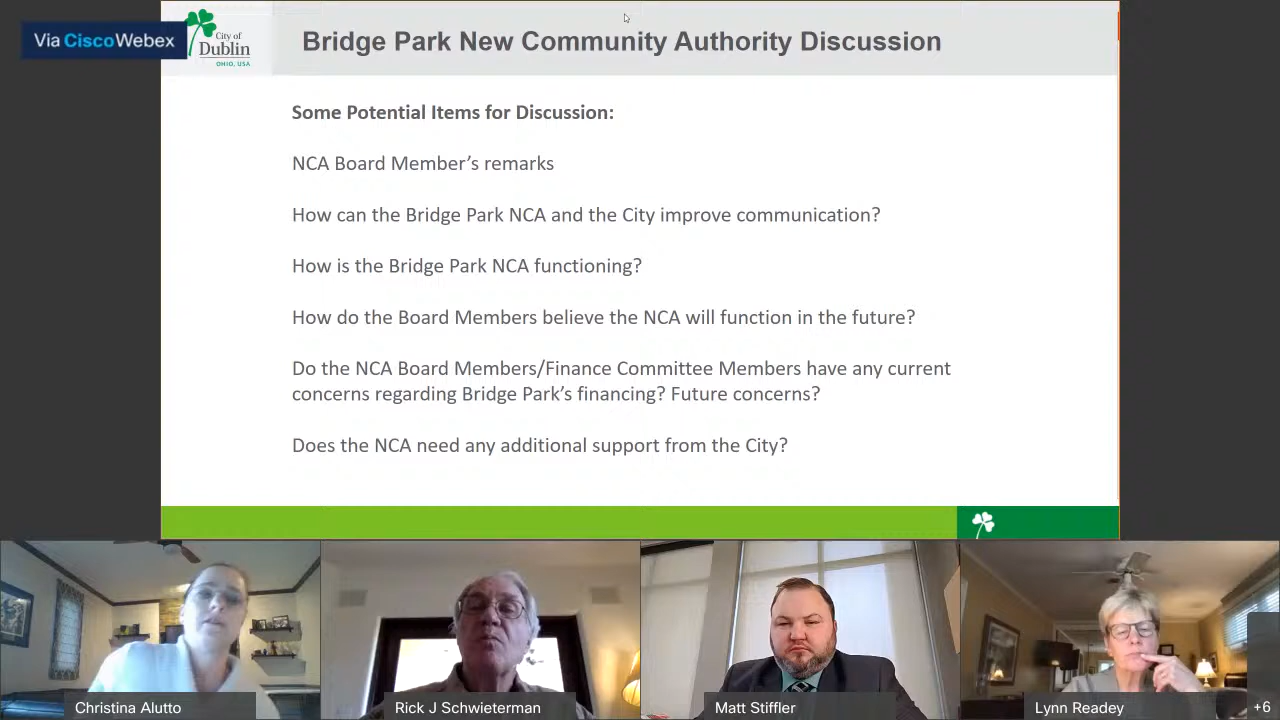 Via CiscoWebex
City of
Dublin
OHIO, USA
Bridge Park New Community Authority Discussion
Some Potential Items for Discussion:
NCA Board Member’s remarks
How can the Bridge Park NCA and the City improve communication?
How is the Bridge Park NCA functioning?
How do the Board Members believe the NCA will function in the future?
Do the NCA Board Members/Finance Committee Members have any current
concerns regarding Bridge Park’s financing? Future concerns?
Does the NCA need any additional support from the City?
Christina Alutto
Rick J Schwieterman
Matt Stiffler
Lynn Readey
+6